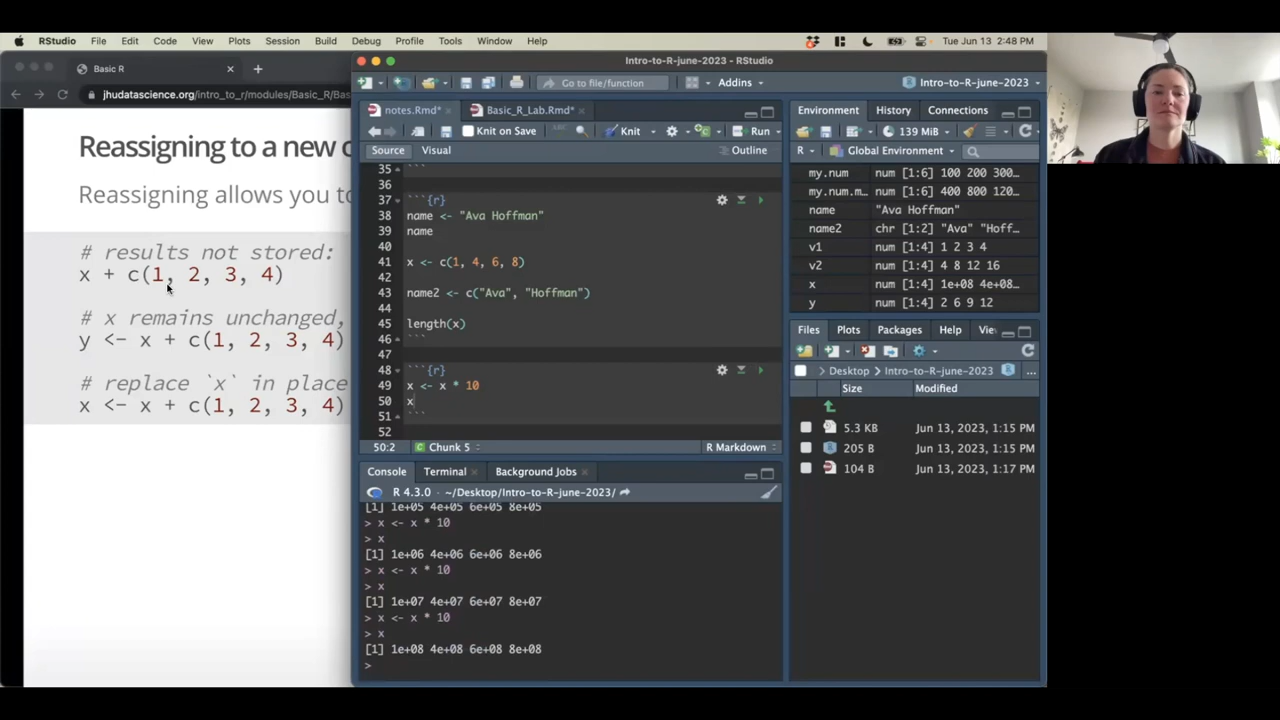 RStudio File Edit Code View Plots Session Build Debug Profile Tools Window Help Tue Jun 13 2:48 PM
Basic R
jhudatascience.org/intro_to_r/modules/Basic_R/Bas
Reassigning to a new o
Reassigning allows you to
# results not stored:
x + c(1, 2, 3, 4)
# x remains unchanged,
y <- x + c(1, 2, 3, 4)
# replace `x` in place
x <- x + c(1, 2, 3, 4)
Intro-to-R-june-2023 - RStudio
Go to file/function Addins Intro-to-R-june-2023
notes.Rmd* Basic_R_Lab.Rmd*
Knit on Save Knit Run
Source Visual Outline
35 ```
36
37 ```{r}
38 name <- "Ava Hoffman"
39 name
40
41 x <- c(1, 4, 6, 8)
42
43 name2 <- c("Ava", "Hoffman")
44
45 length(x)
46 ```
47
48 ```{r}
49 x <- x * 10
50 x
51 ```
52
50:2 Chunk 5 R Markdown
Console Terminal Background Jobs
R 4.3.0 · ~/Desktop/Intro-to-R-june-2023/
[1] 1e+05 4e+05 6e+05 8e+05
> x <- x * 10
> x
[1] 1e+06 4e+06 6e+06 8e+06
> x <- x * 10
> x
[1] 1e+07 4e+07 6e+07 8e+07
> x <- x * 10
> x
[1] 1e+08 4e+08 6e+08 8e+08
>
Environment History Connections
139 MiB
R Global Environment
my.num num [1:6] 100 200 300...
my.num.m... num [1:6] 400 800 120...
name "Ava Hoffman"
name2 chr [1:2] "Ava" "Hoff...
v1 num [1:4] 1 2 3 4
v2 num [1:4] 4 8 12 16
x num [1:4] 1e+08 4e+08...
y num [1:4] 2 6 9 12
Files Plots Packages Help Vie
Desktop Intro-to-R-june-2023 ...
Size Modified
5.3 KB Jun 13, 2023, 1:15 PM
205 B Jun 13, 2023, 1:15 PM
104 B Jun 13, 2023, 1:17 PM